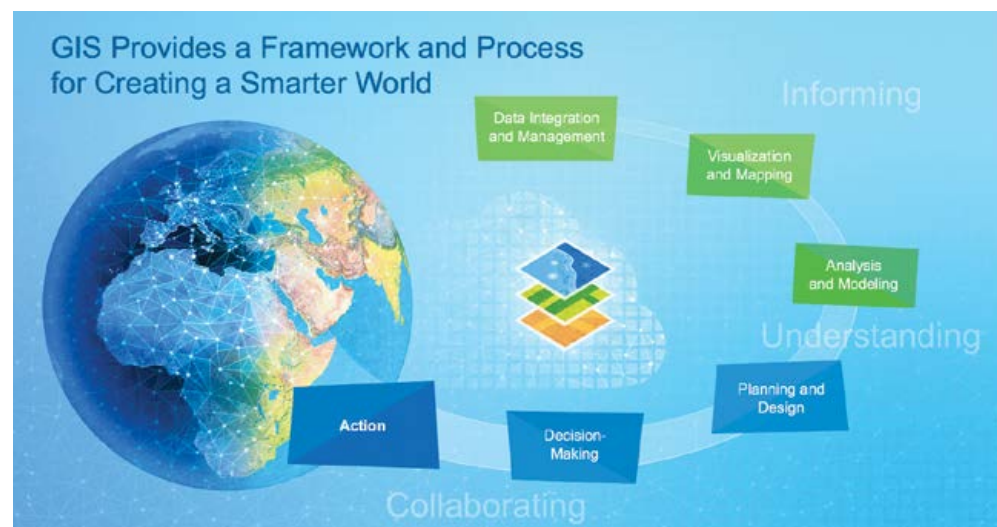 GIS Provides a Framework and Process
for Creating a Smarter World
Informing
Data Integration
and Management
Visualization
and Mapping
Analysis
and Modeling
Understanding
Planning and
Design
Decision-
Making
Action
Collaborating